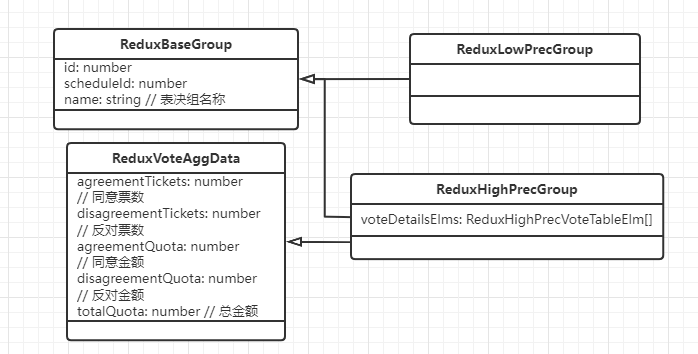 ReduxBaseGroup
id: number
scheduleId: number
name: string // 表决组名称
ReduxLowPrecGroup
ReduxVoteAggData
agreementTickets: number
// 同意票数
disagreementTickets: number
// 反对票数
agreementQuota: number
// 同意金额
disagreementQuota: number
// 反对金额
totalQuota: number // 总金额
ReduxHighPrecGroup
voteDetailsElms: ReduxHighPrecVoteTableElm[]